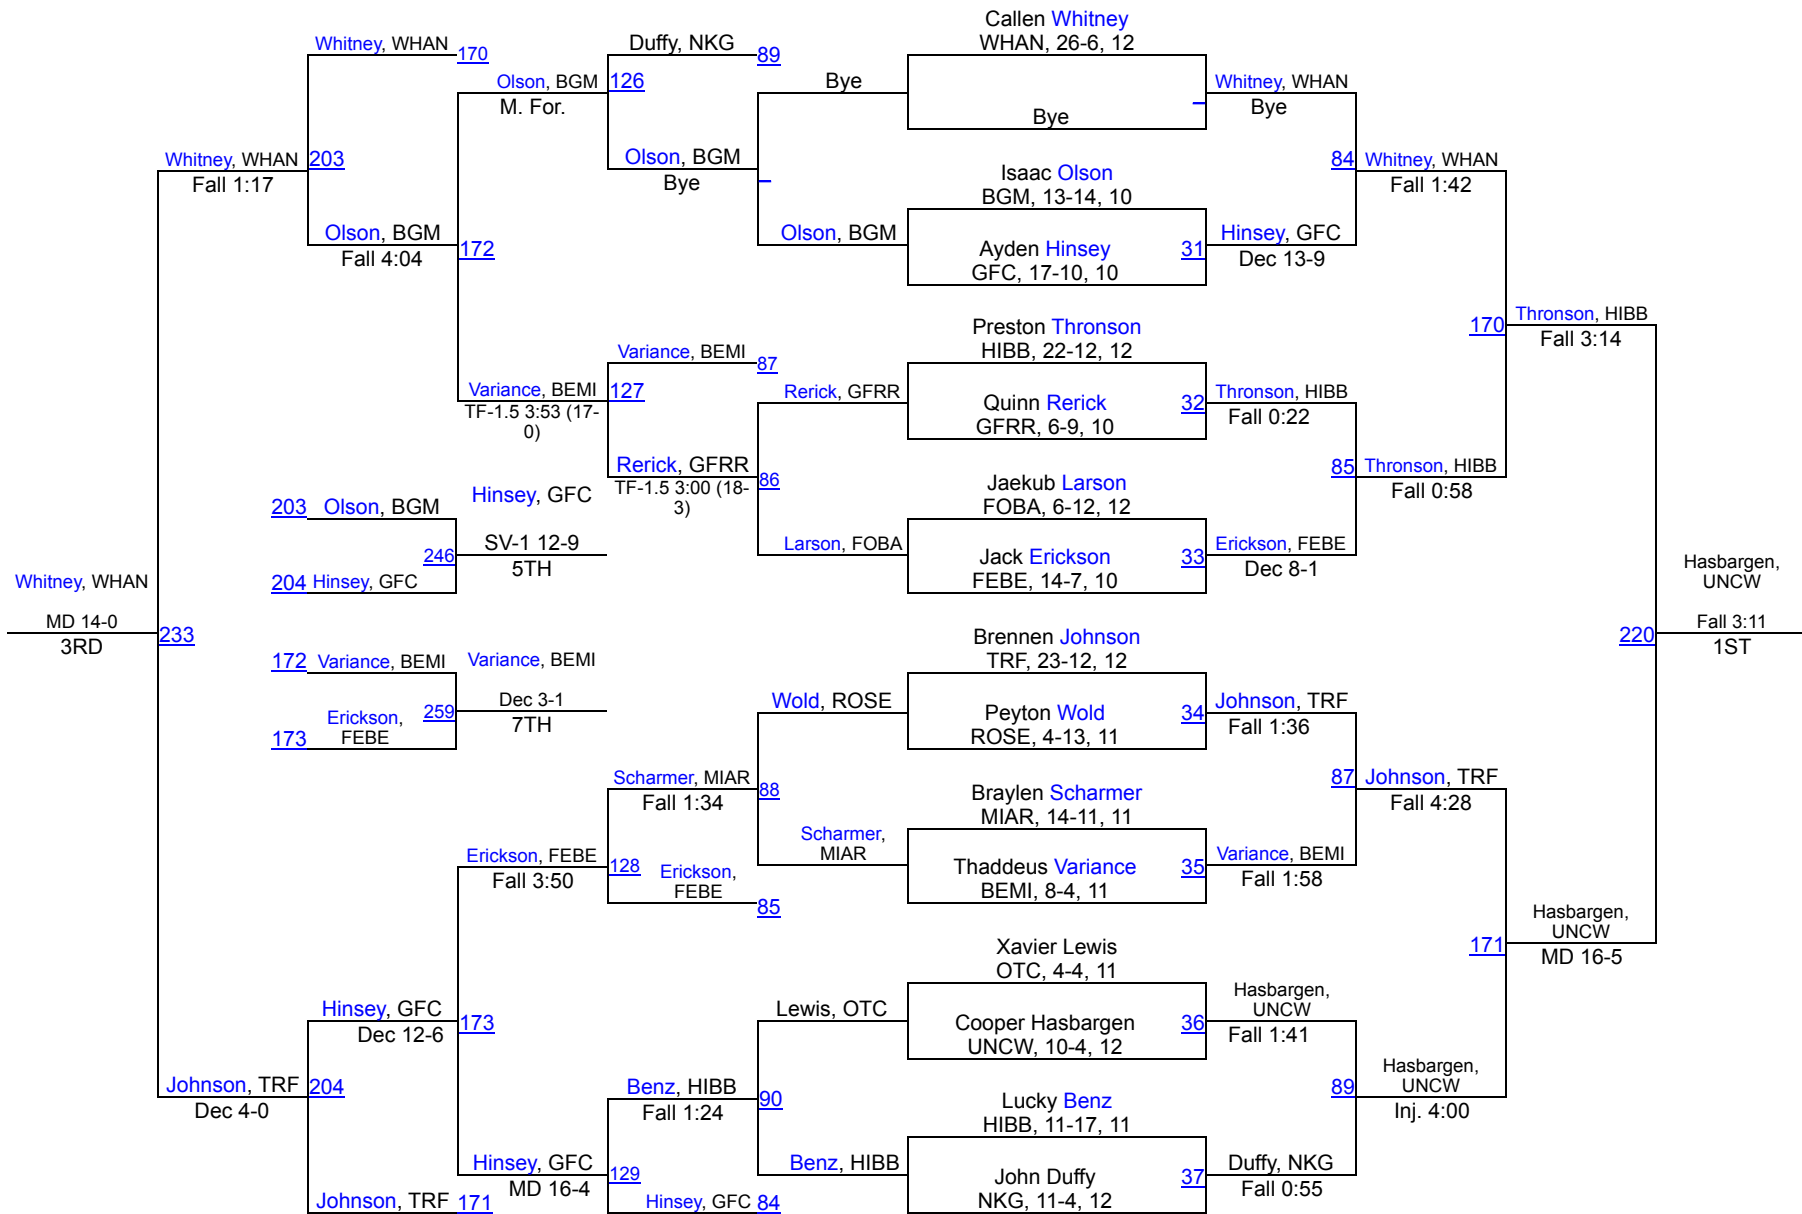 Callen Whitney
WHAN, 26-6, 12
Whitney, WHAN
170
Duffy, NKG
89
Olson, BGM
126
M. For.
Bye
Whitney, WHAN
Bye
Bye
Whitney, WHAN
203
Fall 1:17
Olson, BGM
Bye
84
Whitney, WHAN
Fall 1:42
Isaac Olson
BGM, 13-14, 10
Olson, BGM
Fall 4:04
172
Olson, BGM
Ayden Hinsey
GFC, 17-10, 10
31
Hinsey, GFC
Dec 13-9
Preston Thronson
HIBB, 22-12, 12
170
Thronson, HIBB
Fall 3:14
Variance, BEMI
87
Variance, BEMI
127
TF-1.5 3:53 (17-
0)
Rerick, GFRR
Quinn Rerick
GFRR, 6-9, 10
32
Thronson, HIBB
Fall 0:22
Rerick, GFRR
TF-1.5 3:00 (18-
3)
86
Jaekub Larson
FOBA, 6-12, 12
85
Thronson, HIBB
Fall 0:58
203
Olson, BGM
Hinsey, GFC
246
SV-1 12-9
5TH
204
Hinsey, GFC
Larson, FOBA
Jack Erickson
FEBE, 14-7, 10
33
Erickson, FEBE
Dec 8-1
Whitney, WHAN
MD 14-0
3RD
233
Hasbargen,
UNCW
220
Fall 3:11
1ST
Brennen Johnson
TRF, 23-12, 12
172
Variance, BEMI
Variance, BEMI
259
Dec 3-1
7TH
173
Erickson,
FEBE
Wold, ROSE
Peyton Wold
ROSE, 4-13, 11
34
Johnson, TRF
Fall 1:36
Scharmer, MIAR
Fall 1:34
88
Braylen Scharmer
MIAR, 14-11, 11
87
Johnson, TRF
Fall 4:28
Scharmer,
MIAR
Erickson, FEBE
Fall 3:50
128
Erickson,
FEBE
85
Thaddeus Variance
BEMI, 8-4, 11
35
Variance, BEMI
Fall 1:58
Hasbargen,
UNCW
171
MD 16-5
Xavier Lewis
OTC, 4-4, 11
Hinsey, GFC
Dec 12-6
173
Lewis, OTC
Cooper Hasbargen
UNCW, 10-4, 12
36
Hasbargen,
UNCW
Fall 1:41
Johnson, TRF
204
Dec 4-0
Benz, HIBB
Fall 1:24
90
Lucky Benz
HIBB, 11-17, 11
89
Hasbargen,
UNCW
Inj. 4:00
Hinsey, GFC
129
MD 16-4
Benz, HIBB
John Duffy
NKG, 11-4, 12
37
Duffy, NKG
Fall 0:55
Johnson, TRF
171
Hinsey, GFC
84